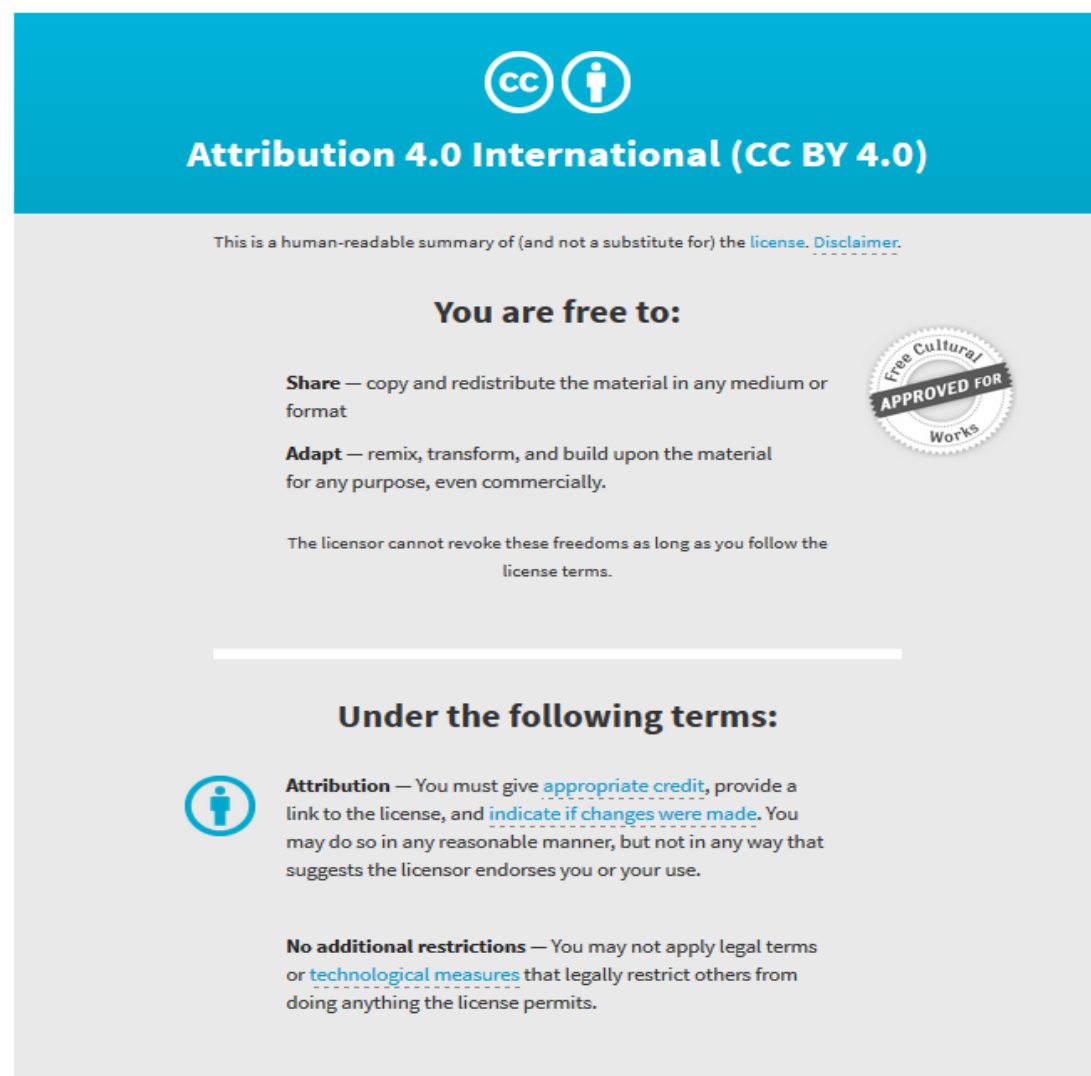 cc
Attribution 4.0 International (CC BY 4.0)
This is a human-readable summary of (and not a substitute for) the license. Disclaimer.
You are free to:
Free Cultural
APPROVED FOR
Works
Share — copy and redistribute the material in any medium or
format
Adapt — remix, transform, and build upon the material
for any purpose, even commercially.
The licensor cannot revoke these freedoms as long as you follow the
license terms.
Under the following terms:
Attribution — You must give appropriate credit, provide a
link to the license, and indicate if changes were made. You
may do so in any reasonable manner, but not in any way that
suggests the licensor endorses you or your use.
No additional restrictions — You may not apply legal terms
or technological measures that legally restrict others from
doing anything the license permits.